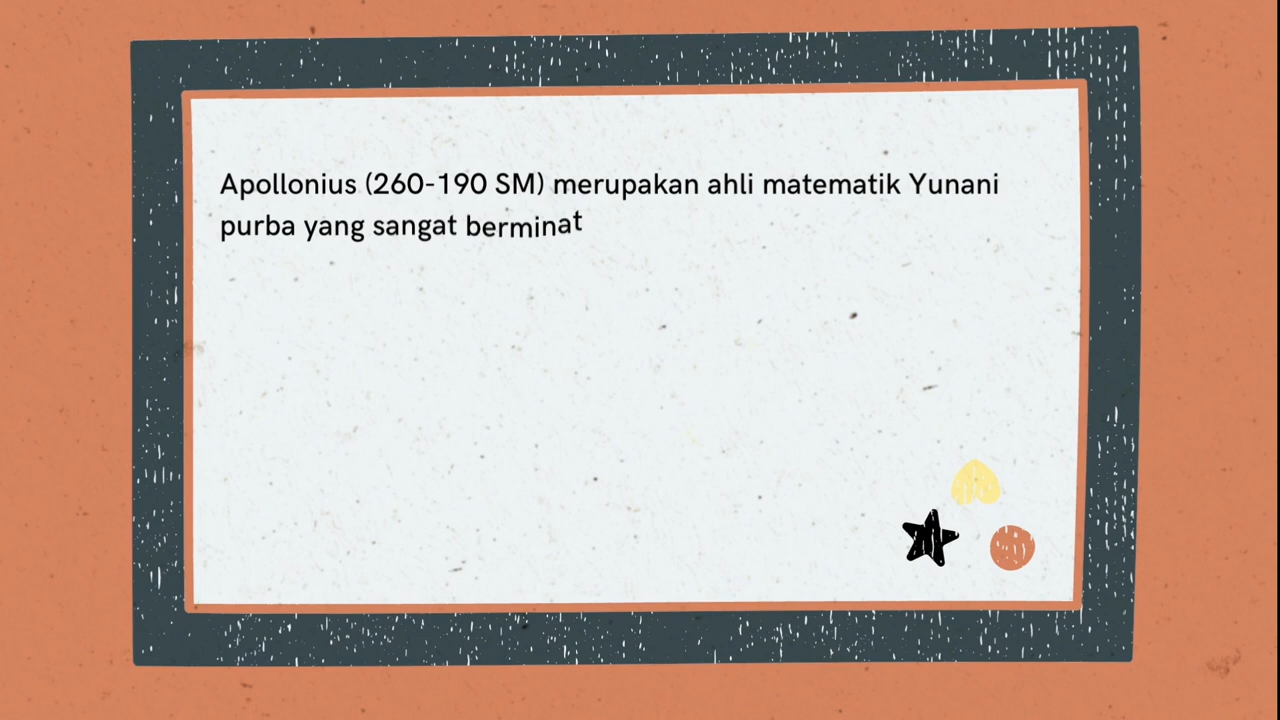 Apollonius (260-190 SM) merupakan ahli matematik Yunani
purba yang sangat berminat